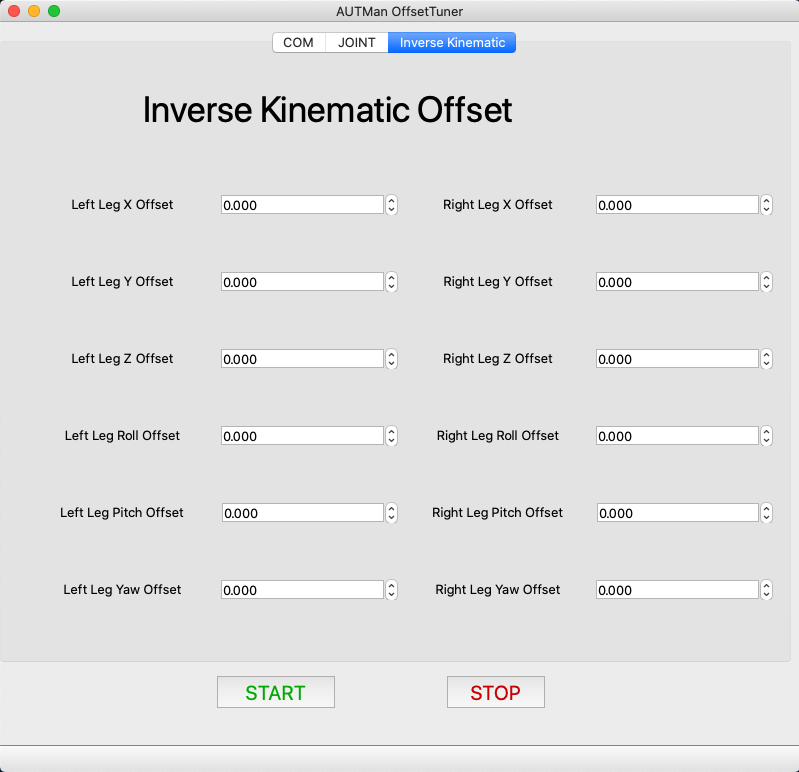 AUTMan OffsetTuner
COM JOINT Inverse Kinematic
Inverse Kinematic Offset
Left Leg X Offset 0.000 Right Leg X Offset 0.000
Left Leg Y Offset 0.000 Right Leg Y Offset 0.000
Left Leg Z Offset 0.000 Right Leg Z Offset 0.000
Left Leg Roll Offset 0.000 Right Leg Roll Offset 0.000
Left Leg Pitch Offset 0.000 Right Leg Pitch Offset 0.000
Left Leg Yaw Offset 0.000 Right Leg Yaw Offset 0.000
START STOP